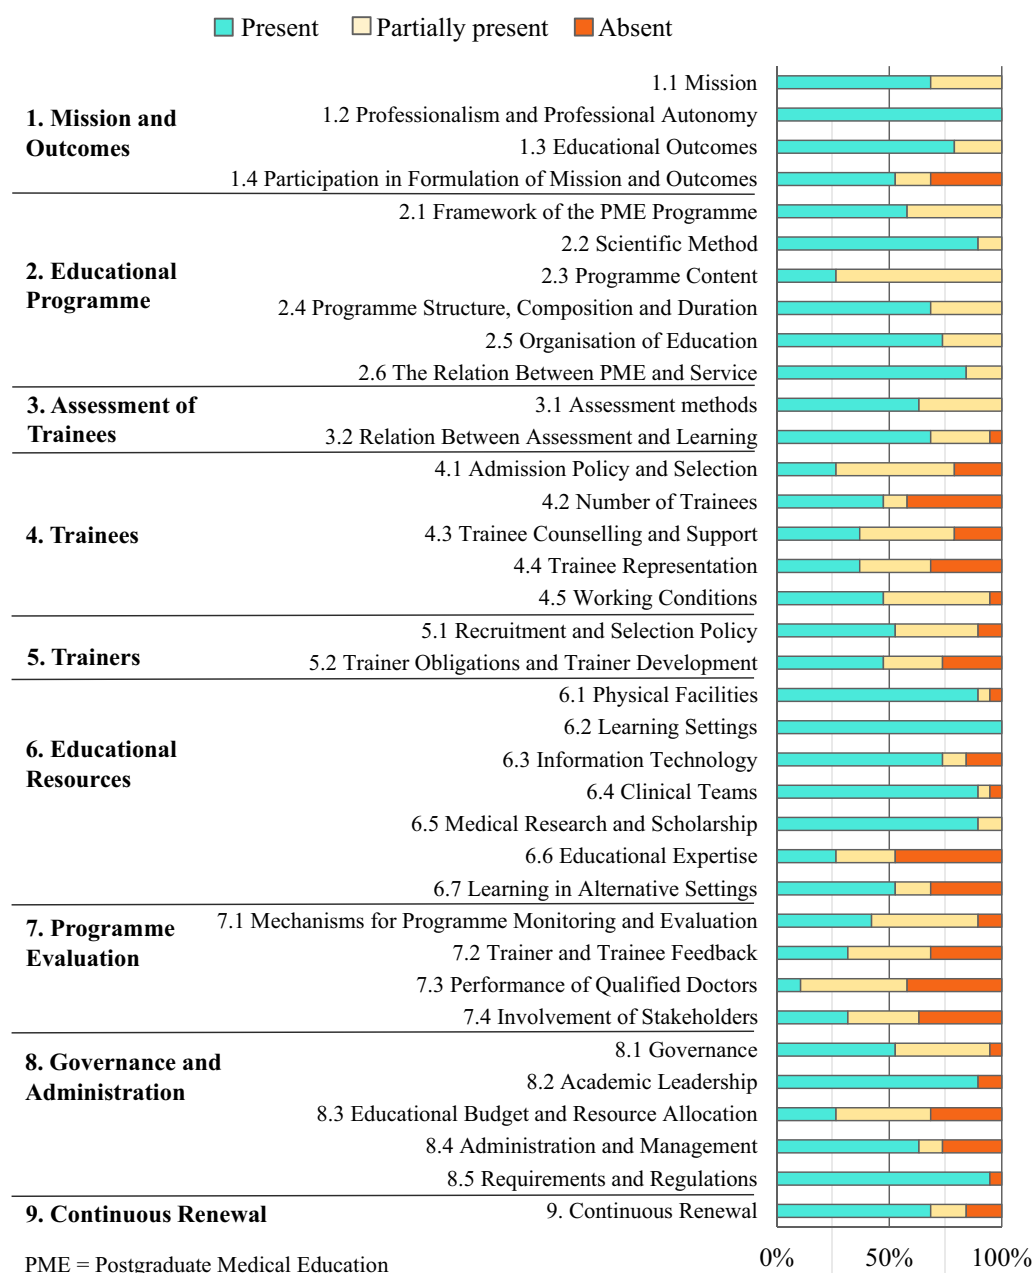 Present Partially present Absent
1. Mission and
Outcomes
1.1 Mission
1.2 Professionalism and Professional Autonomy
1.3 Educational Outcomes
1.4 Participation in Formulation of Mission and Outcomes
2. Educational
Programme
2.1 Framework of the PME Programme
2.2 Scientific Method
2.3 Programme Content
2.4 Programme Structure, Composition and Duration
2.5 Organisation of Education
2.6 The Relation Between PME and Service
3. Assessment of
Trainees
3.1 Assessment methods
3.2 Relation Between Assessment and Learning
4. Trainees
4.1 Admission Policy and Selection
4.2 Number of Trainees
4.3 Trainee Counselling and Support
4.4 Trainee Representation
4.5 Working Conditions
5. Trainers
5.1 Recruitment and Selection Policy
5.2 Trainer Obligations and Trainer Development
6. Educational
Resources
6.1 Physical Facilities
6.2 Learning Settings
6.3 Information Technology
6.4 Clinical Teams
6.5 Medical Research and Scholarship
6.6 Educational Expertise
6.7 Learning in Alternative Settings
7. Programme
Evaluation
7.1 Mechanisms for Programme Monitoring and Evaluation
7.2 Trainer and Trainee Feedback
7.3 Performance of Qualified Doctors
7.4 Involvement of Stakeholders
8. Governance and
Administration
8.1 Governance
8.2 Academic Leadership
8.3 Educational Budget and Resource Allocation
8.4 Administration and Management
8.5 Requirements and Regulations
9. Continuous Renewal
9. Continuous Renewal
0% 50% 100%
PME = Postgraduate Medical Education